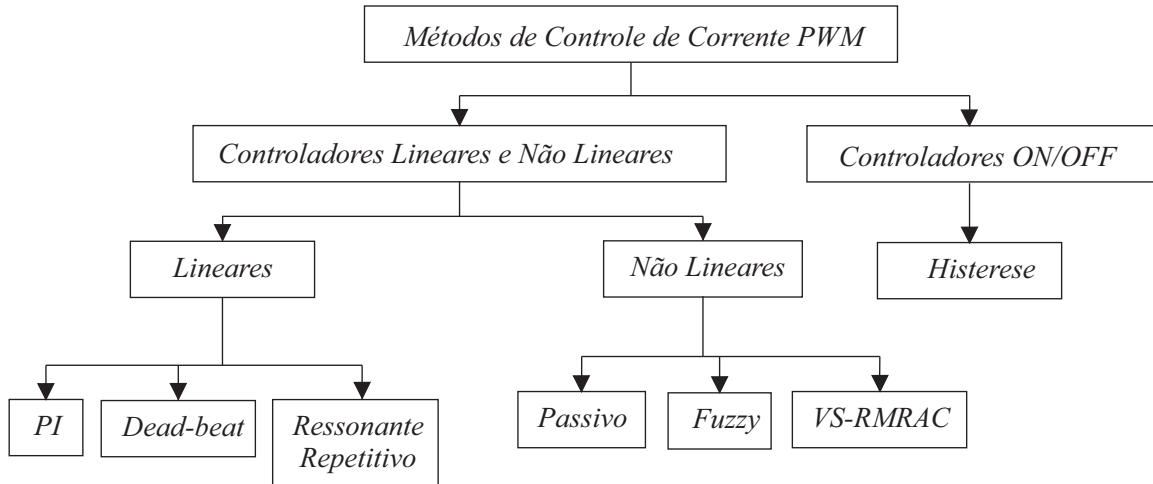 Métodos de Controle de Corrente PWM
Controladores Lineares e Não Lineares
Controladores ON/OFF
Lineares
Não Lineares
Histerese
PI
Dead-beat
Ressonante
Repetitivo
Passivo
Fuzzy
VS-RMRAC